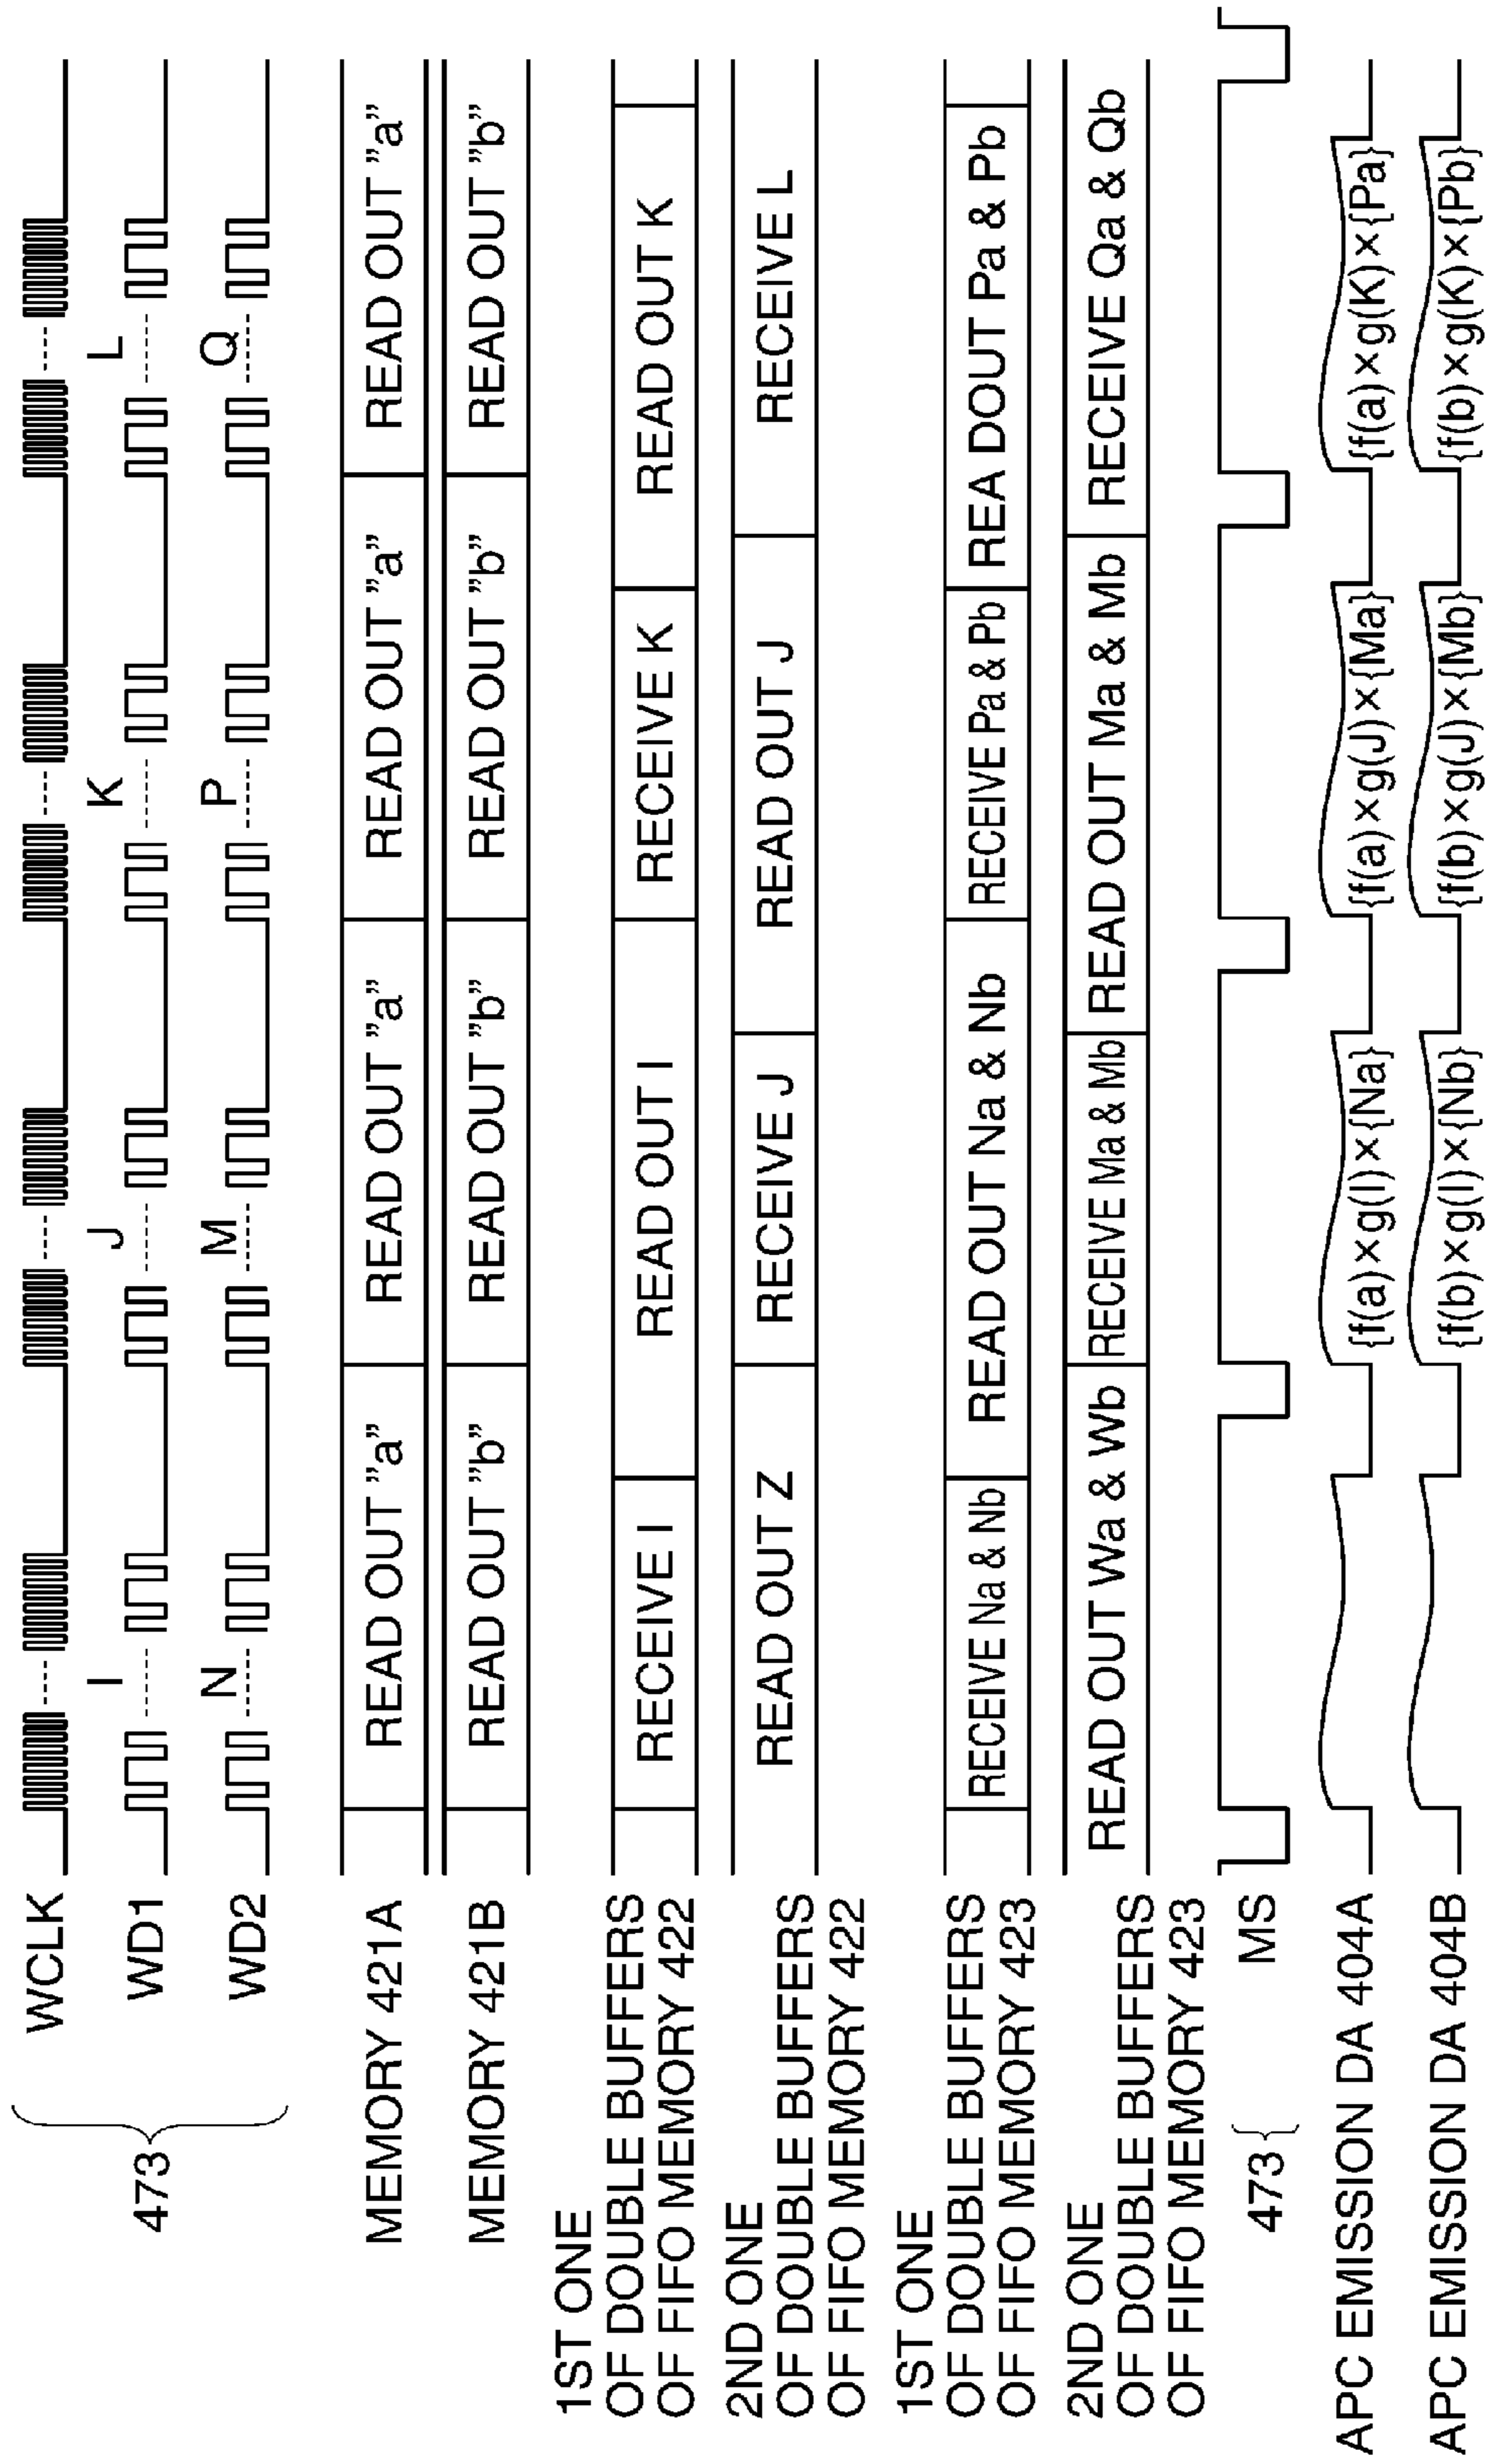 WCLK
473
WD1
I
J
K
L
WD2
N
M
P
Q
MEMORY 421A
READ OUT "a"
READ OUT "a"
READ OUT "a"
READ OUT "a"
MEMORY 421B
READ OUT "b"
READ OUT "b"
READ OUT "b"
READ OUT "b"
1ST ONE
OF DOUBLE BUFFERS
OF FIFO MEMORY 422
RECEIVE I
READ OUT I
RECEIVE K
READ OUT K
2ND ONE
OF DOUBLE BUFFERS
OF FIFO MEMORY 422
READ OUT Z
RECEIVE J
READ OUT J
RECEIVE L
1ST ONE
OF DOUBLE BUFFERS
OF FIFO MEMORY 423
RECEIVE Na & Nb
READ OUT Na & Nb
RECEIVE Pa & Pb
REA DOUT Pa & Pb
2ND ONE
OF DOUBLE BUFFERS
OF FIFO MEMORY 423
READ OUT Wa & Wb
RECEIVE Ma & Mb
READ OUT Ma & Mb
RECEIVE Qa & Qb
473
MS
APC EMISSION DA 404A
{f(a)×g(I)×{Na}
{f(a)×g(J)×{Ma}
{f(a)×g(K)×{Pa}
APC EMISSION DA 404B
{f(b)×g(I)×{Nb}
{f(b)×g(J)×{Mb}
{f(b)×g(K)×{Pb}